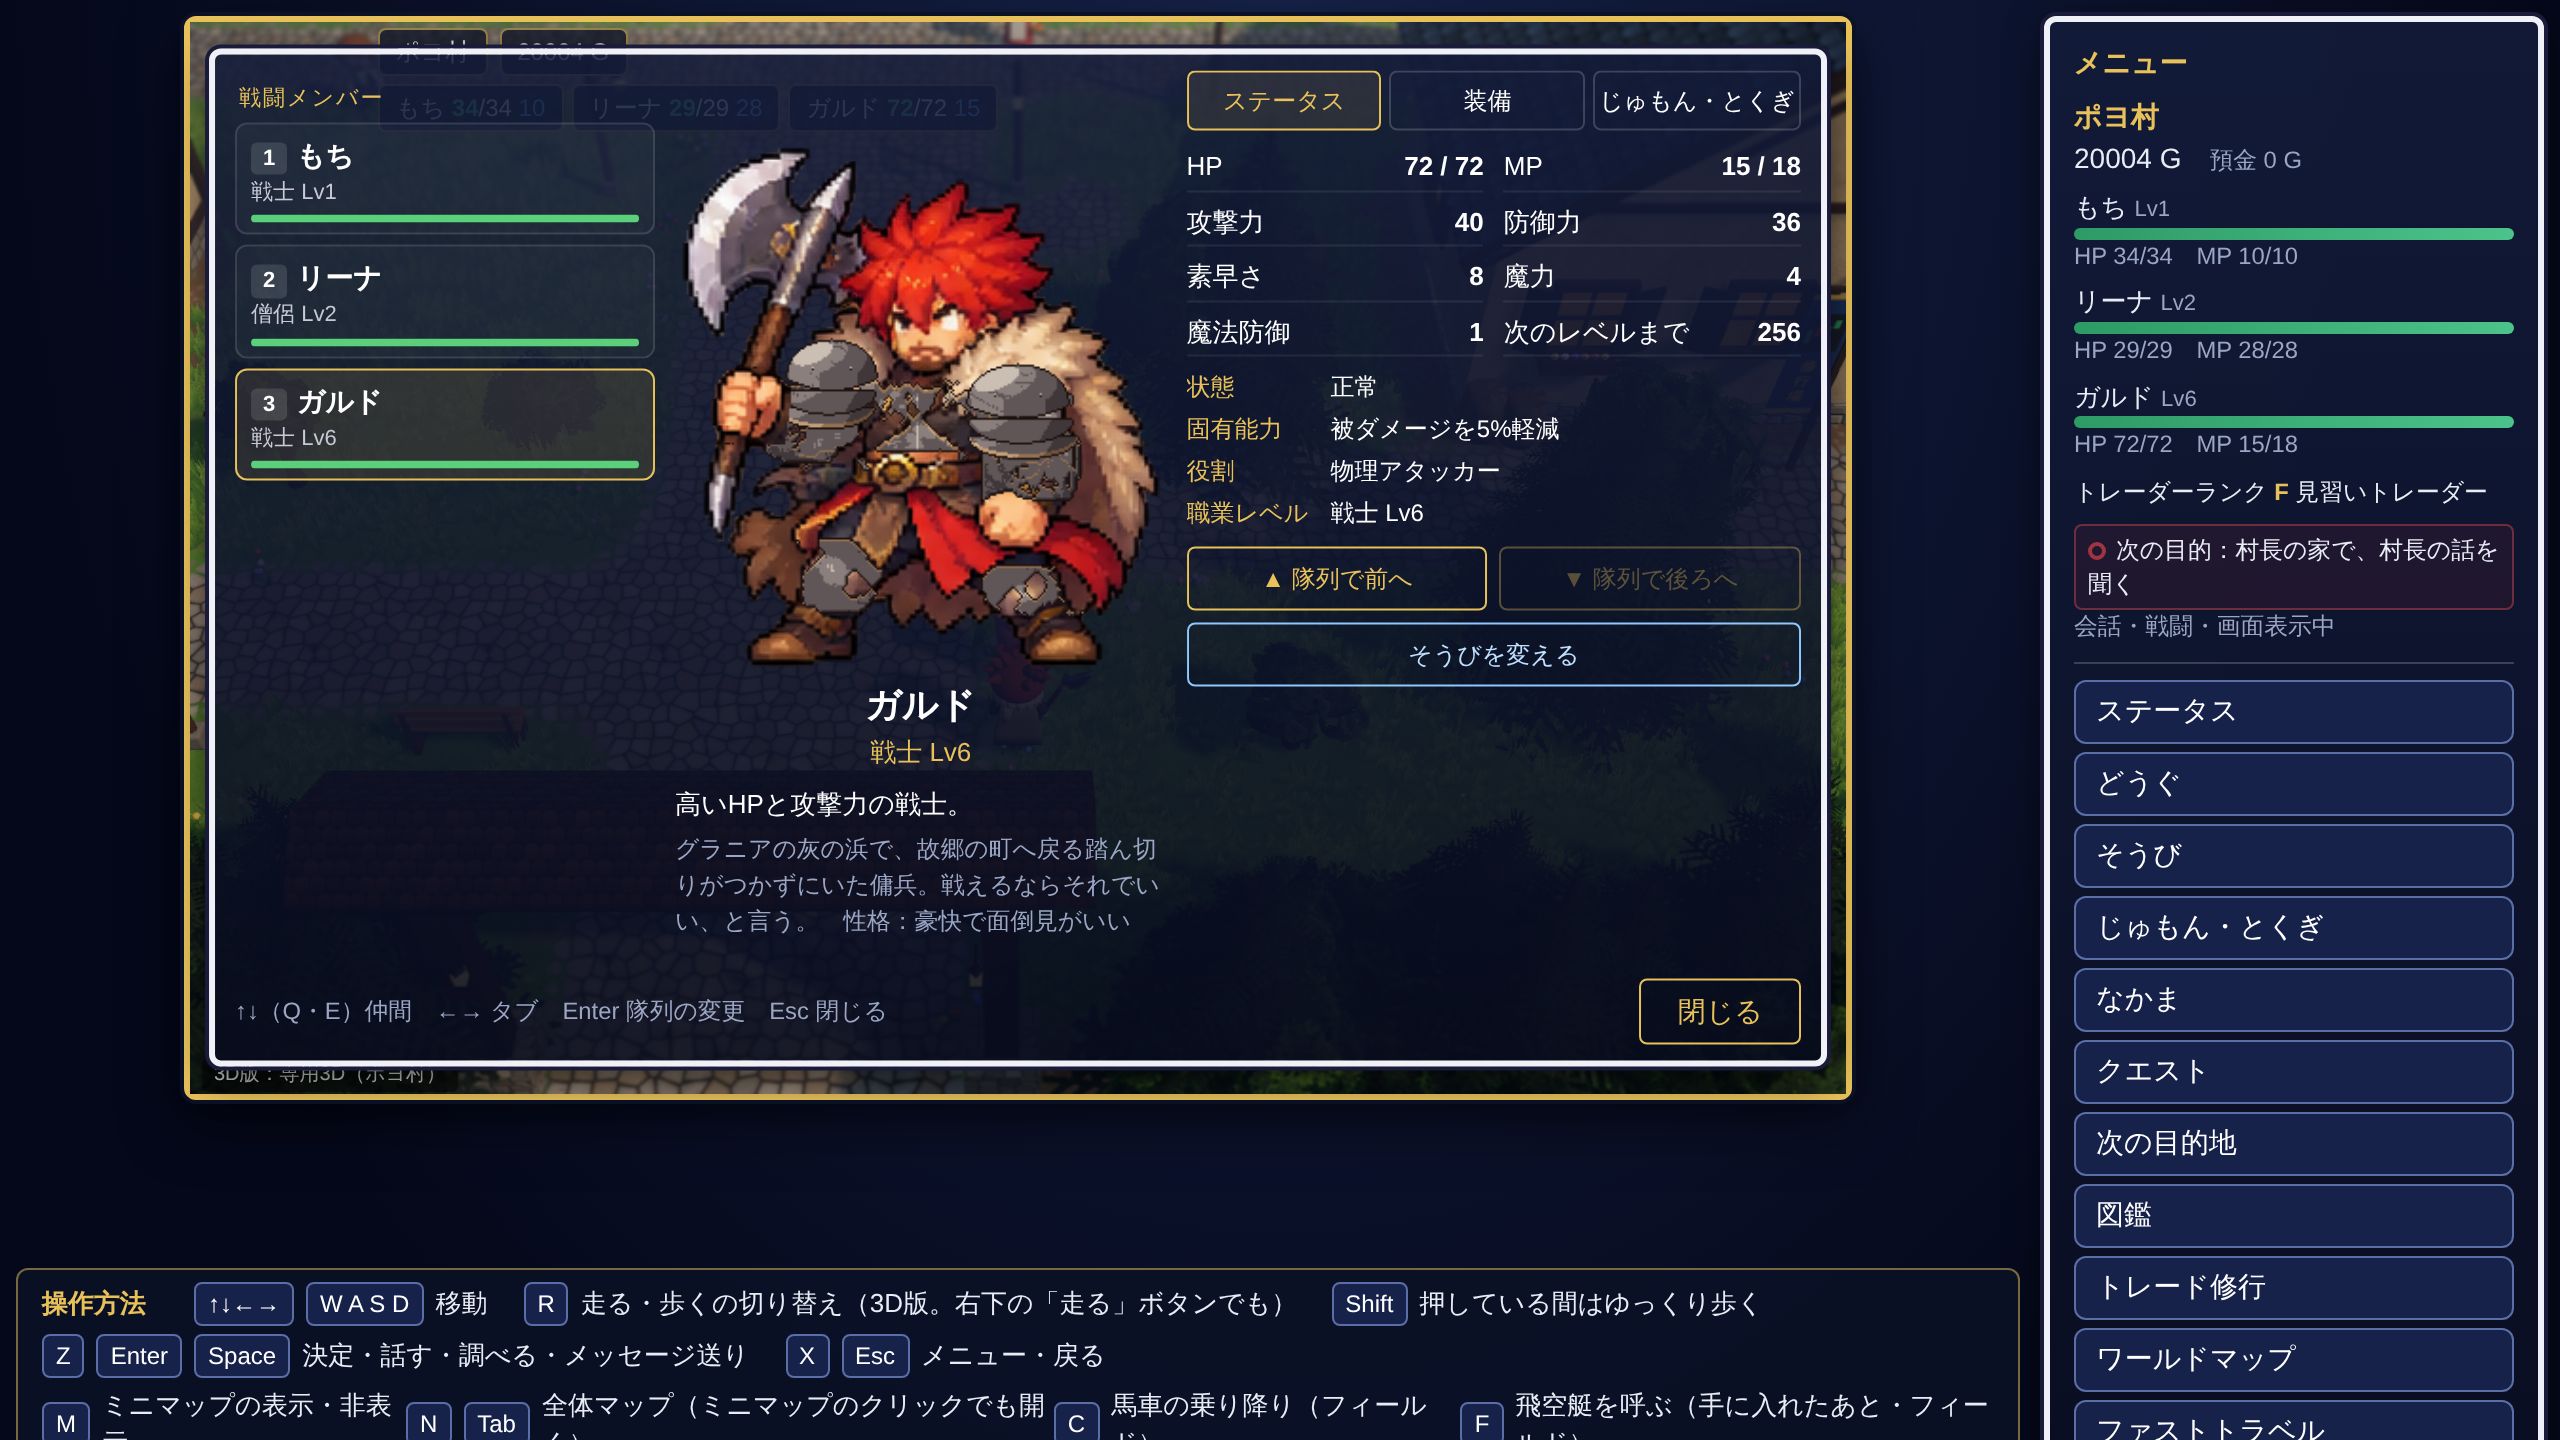 ポヨ村 20004 G
もち 34/34 10 リーナ 29/29 28 ガルド 72/72 15
戦闘メンバー
1 もち
戦士 Lv1
2 リーナ
僧侶 Lv2
3 ガルド
戦士 Lv6
ガルド
戦士 Lv6
高いHPと攻撃力の戦士。
グラニアの灰の浜で、故郷の町へ戻る踏ん切
りがつかずにいた傭兵。戦えるならそれでい
い、と言う。 性格：豪快で面倒見がいい
ステータス 装備 じゅもん・とくぎ
HP 72 / 72 MP 15 / 18
攻撃力 40 防御力 36
素早さ 8 魔力 4
魔法防御 1 次のレベルまで 256
状態 正常
固有能力 被ダメージを5%軽減
役割 物理アタッカー
職業レベル 戦士 Lv6
▲ 隊列で前へ ▼ 隊列で後ろへ
そうびを変える
↑↓（Q・E）仲間 ←→ タブ Enter 隊列の変更 Esc 閉じる
閉じる
3D版：専用3D（ポヨ村）
メニュー
ポヨ村
20004 G 預金 0 G
もち Lv1
HP 34/34 MP 10/10
リーナ Lv2
HP 29/29 MP 28/28
ガルド Lv6
HP 72/72 MP 15/18
トレーダーランク F 見習いトレーダー
次の目的：村長の家で、村長の話を
聞く
会話・戦闘・画面表示中
ステータス
どうぐ
そうび
じゅもん・とくぎ
なかま
クエスト
次の目的地
図鑑
トレード修行
ワールドマップ
ファストトラベル
操作方法 ↑↓←→ W A S D 移動 R 走る・歩くの切り替え（3D版。右下の「走る」ボタンでも） Shift 押している間はゆっくり歩く
Z Enter Space 決定・話す・調べる・メッセージ送り X Esc メニュー・戻る
M ミニマップの表示・非表 N Tab 全体マップ（ミニマップのクリックでも開 C 馬車の乗り降り（フィール F 飛空艇を呼ぶ（手に入れたあと・フィー